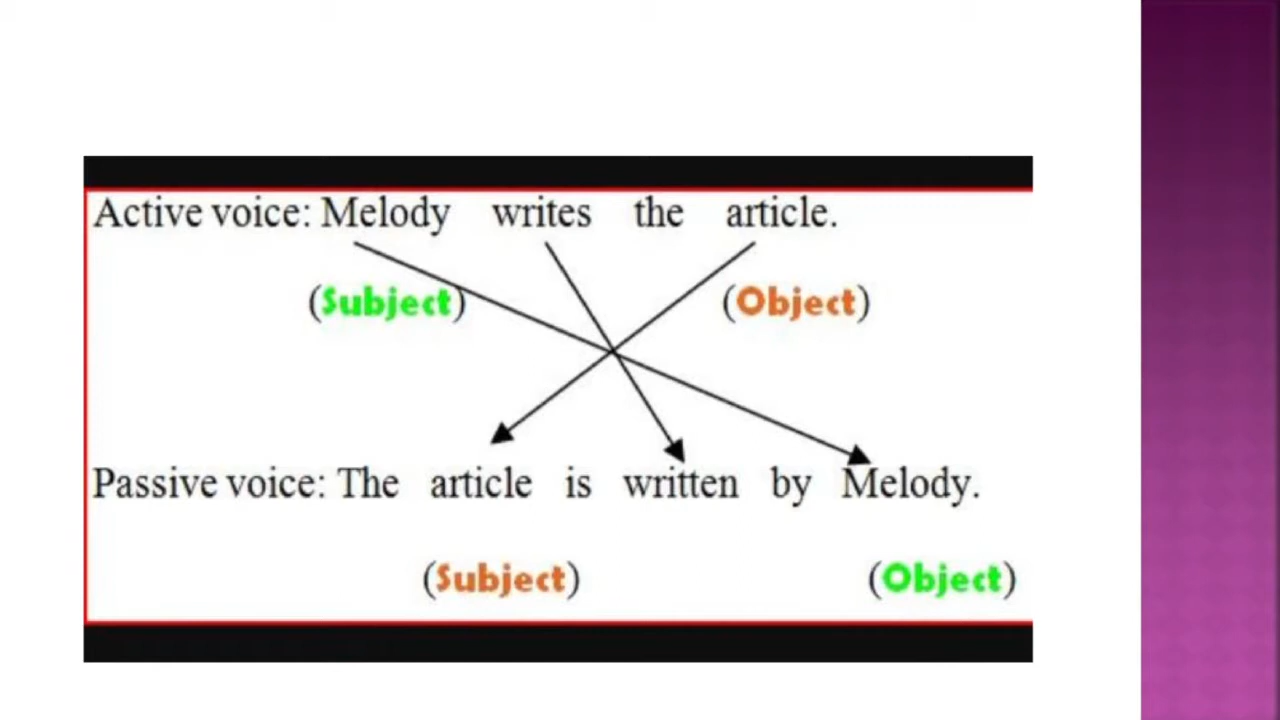 Active voice: Melody writes the article.
(Subject) (Object)
Passive voice: The article is written by Melody.
(Subject) (Object)